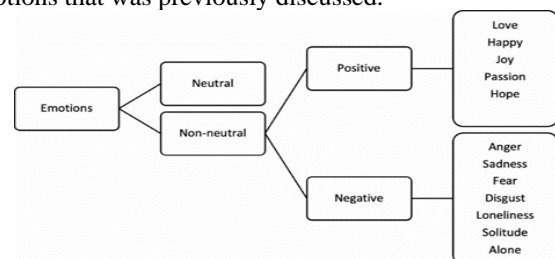 otions that was previously discussed.
Emotions
Neutral
Non-neutral
Positive
Negative
Love
Happy
Joy
Passion
Hope
Anger
Sadness
Fear
Disgust
Loneliness
Solitude
Alone